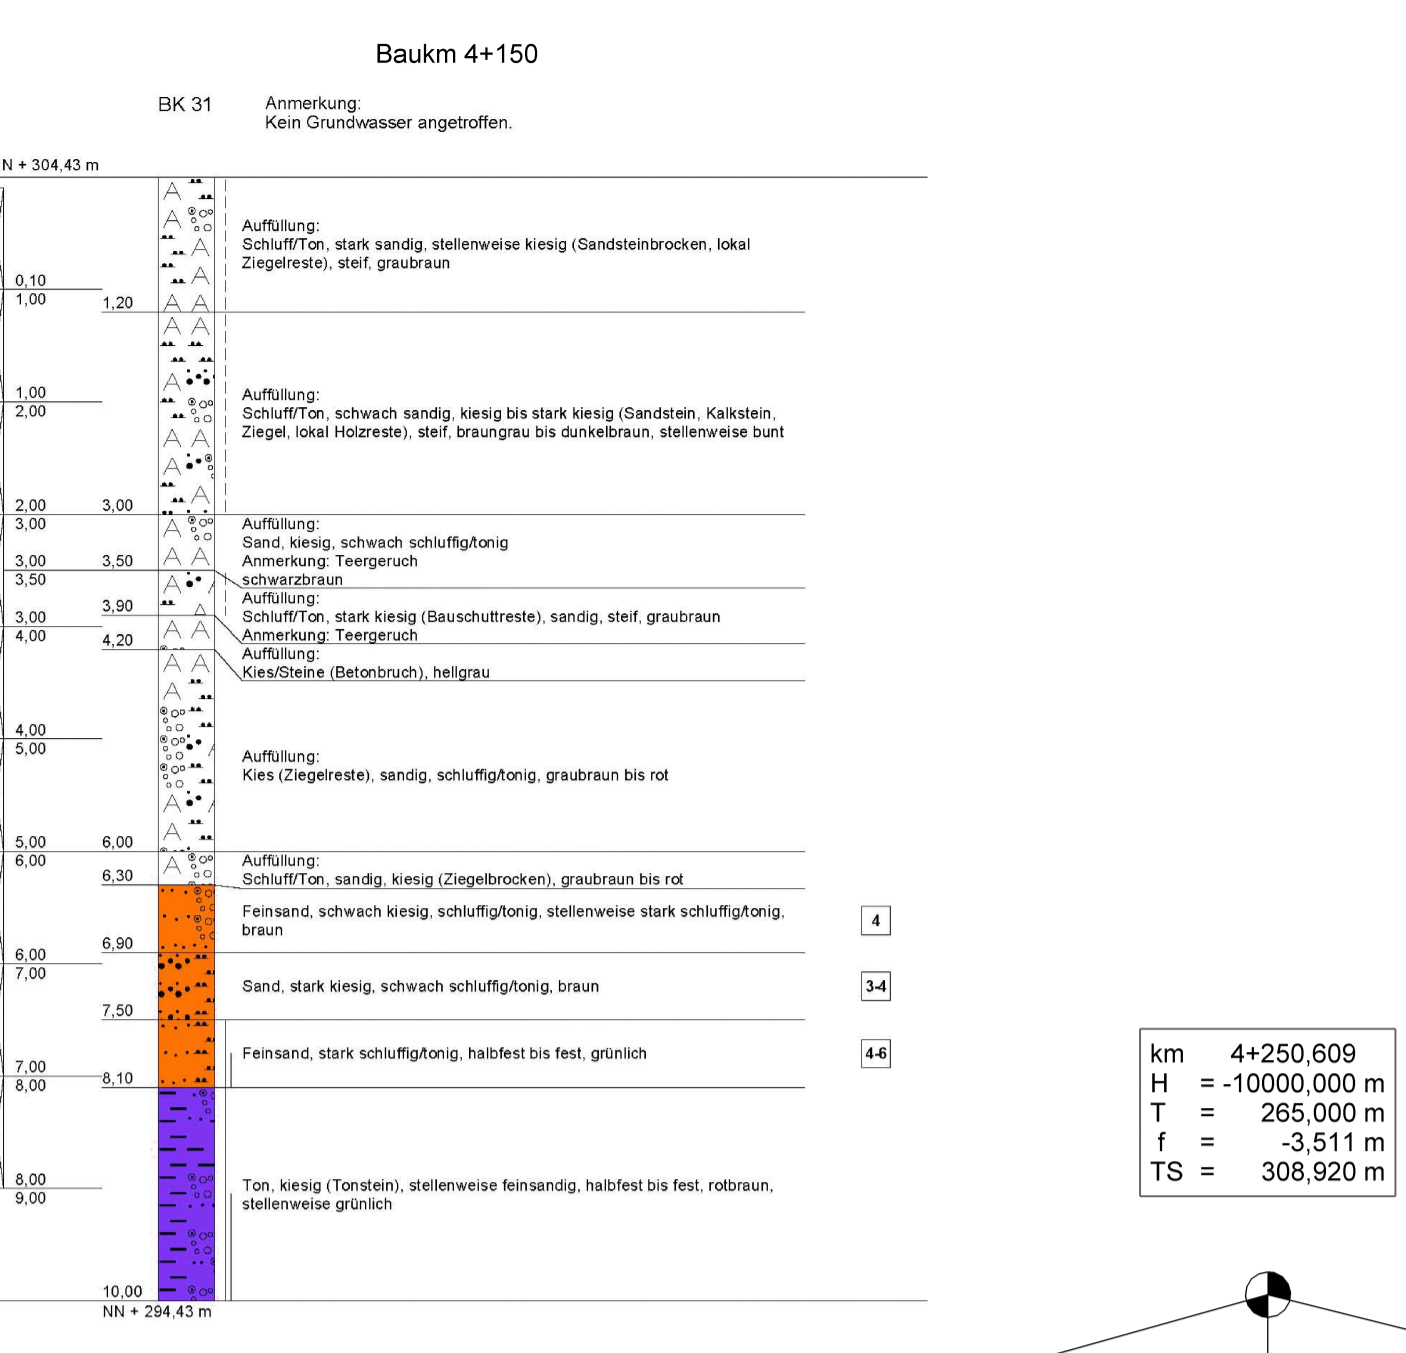 Baukm 4+150
BK 31
Anmerkung:
Kein Grundwasser angetroffen.
N + 304,43 m
Auffüllung:
Schluff/Ton, stark sandig, stellenweise kiesig (Sandsteinbrocken, lokal
Ziegelreste), steif, graubraun
0,10
1,00
1,20
Auffüllung:
Schluff/Ton, schwach sandig, kiesig bis stark kiesig (Sandstein, Kalkstein,
Ziegel, lokal Holzreste), steif, braungrau bis dunkelbraun, stellenweise bunt
1,00
2,00
2,00
3,00
3,00
Auffüllung:
Sand, kiesig, schwach schluffig/tonig
Anmerkung: Teergeruch
schwarzbraun
3,00
3,50
3,50
Auffüllung:
Schluff/Ton, stark kiesig (Bauschuttreste), sandig, steif, graubraun
Anmerkung: Teergeruch
3,90
3,00
4,00
4,20
Auffüllung:
Kies/Steine (Betonbruch), hellgrau
4,00
5,00
Auffüllung:
Kies (Ziegelreste), sandig, schluffig/tonig, graubraun bis rot
5,00
6,00
6,00
Auffüllung:
Schluff/Ton, sandig, kiesig (Ziegelbrocken), graubraun bis rot
6,30
Feinsand, schwach kiesig, schluffig/tonig, stellenweise stark schluffig/tonig,
braun
4
6,90
6,00
7,00
Sand, stark kiesig, schwach schluffig/tonig, braun
3-4
7,50
Feinsand, stark schluffig/tonig, halbfest bis fest, grünlich
4-6
7,00
8,00
8,10
Ton, kiesig (Tonstein), stellenweise feinsandig, halbfest bis fest, rotbraun,
stellenweise grünlich
8,00
9,00
10,00
NN + 294,43 m
km 4+250,609
H = -10000,000 m
T = 265,000 m
f = -3,511 m
TS = 308,920 m